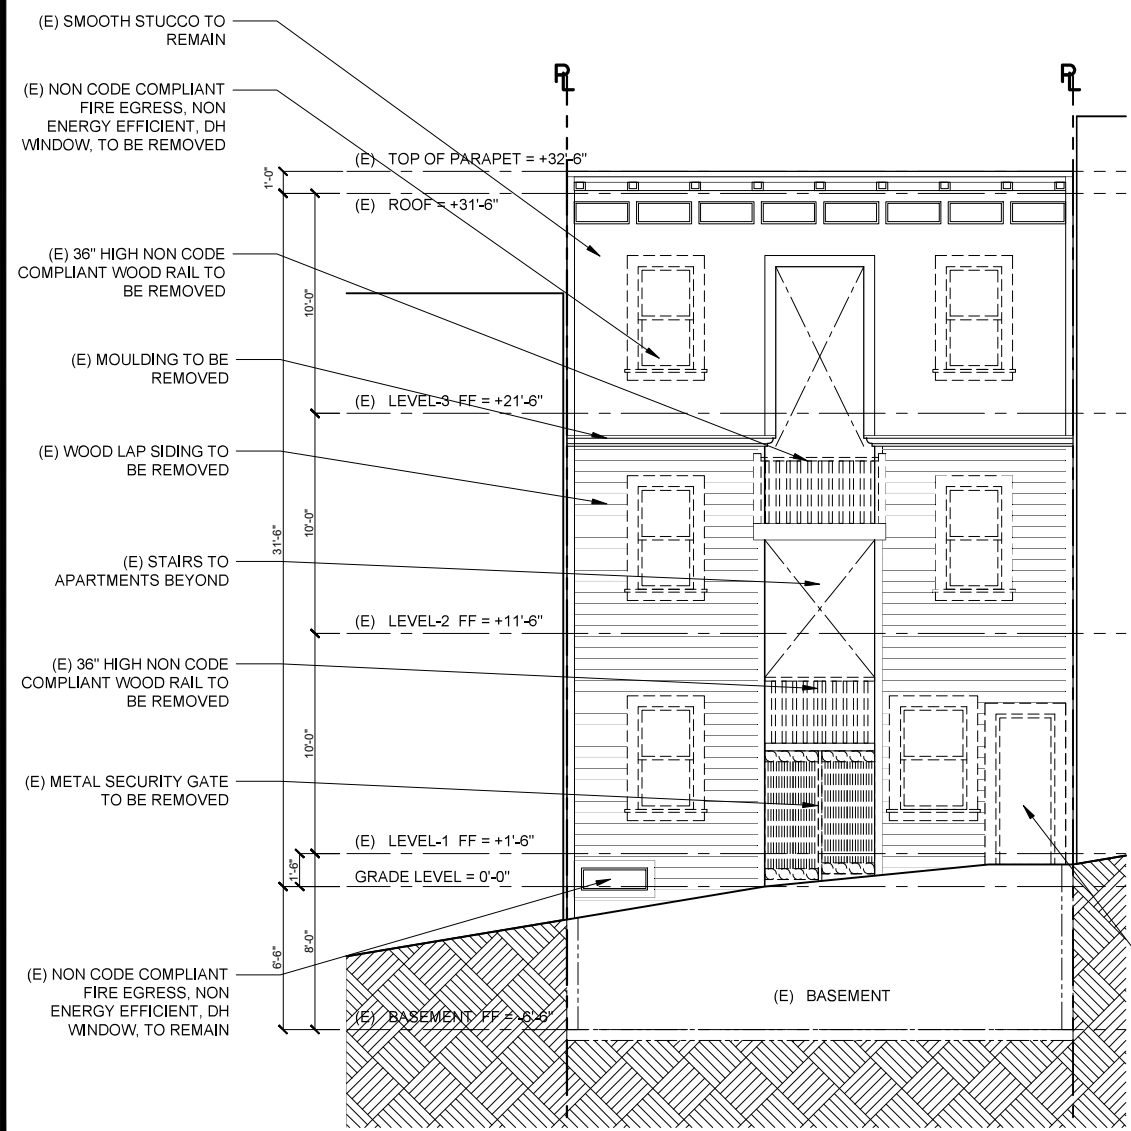 (E) SMOOTH STUCCO TO
REMAIN
(E) NON CODE COMPLIANT
FIRE EGRESS, NON
ENERGY EFFICIENT, DH
WINDOW, TO BE REMOVED
PL
PL
(E) TOP OF PARAPET = +32'-6"
1'-0"
(E) ROOF = +31'-6"
(E) 36" HIGH NON CODE
COMPLIANT WOOD RAIL TO
BE REMOVED
10'-0"
(E) MOULDING TO BE
REMOVED
(E) LEVEL-3 FF = +21'-6"
(E) WOOD LAP SIDING TO
BE REMOVED
10'-0"
31'-6"
(E) STAIRS TO
APARTMENTS BEYOND
(E) LEVEL-2 FF = +11'-6"
(E) 36" HIGH NON CODE
COMPLIANT WOOD RAIL TO
BE REMOVED
10'-0"
(E) METAL SECURITY GATE
TO BE REMOVED
(E) LEVEL-1 FF = +1'-6"
1'-6"
GRADE LEVEL = 0'-0"
6'-6"
8'-0"
(E) NON CODE COMPLIANT
FIRE EGRESS, NON
ENERGY EFFICIENT, DH
WINDOW, TO REMAIN
(E) BASEMENT
(E) BASEMENT FF = -6'-6"